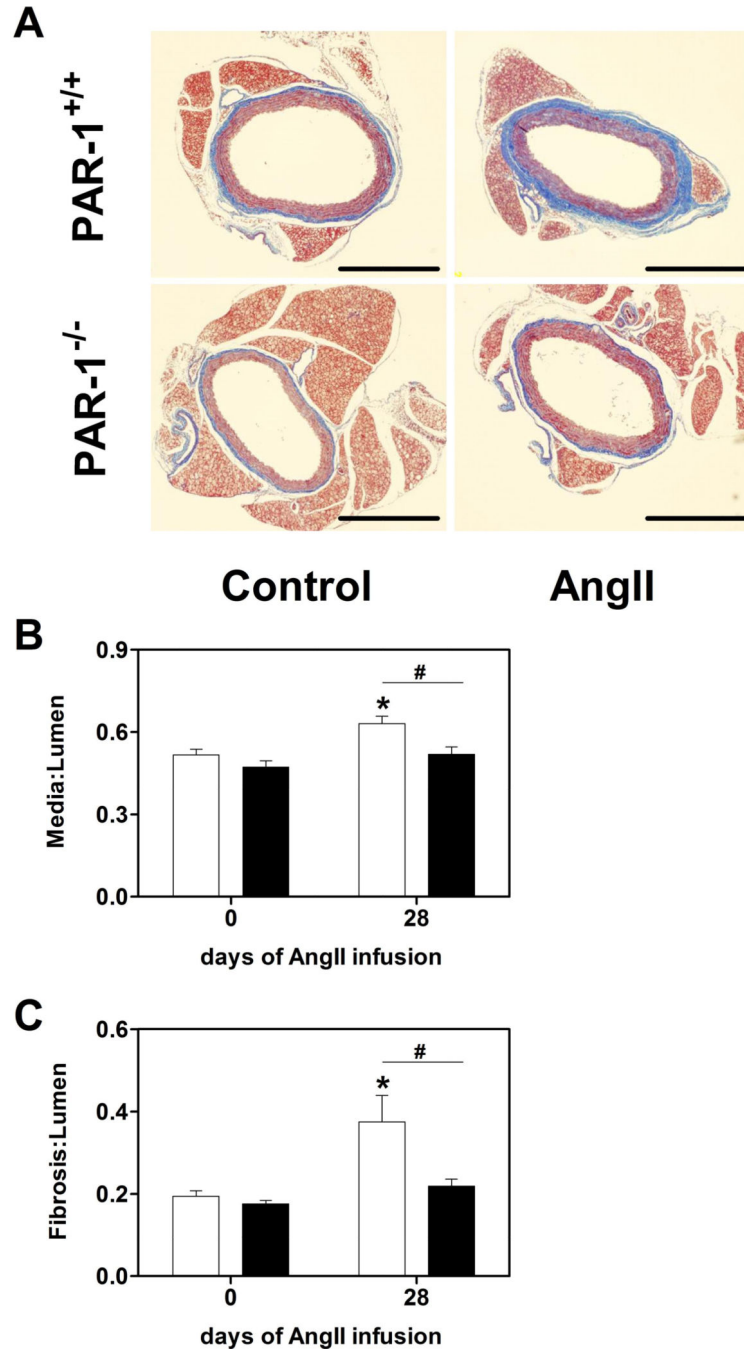 A
PAR-1+/+
PAR-1-/-
Control AngII
B
Media:Lumen
0.9
0.6
0.3
0.0
#
*
0 28
days of AngII infusion
C
Fibrosis:Lumen
0.6
0.4
0.2
0.0
#
*
0 28
days of AngII infusion